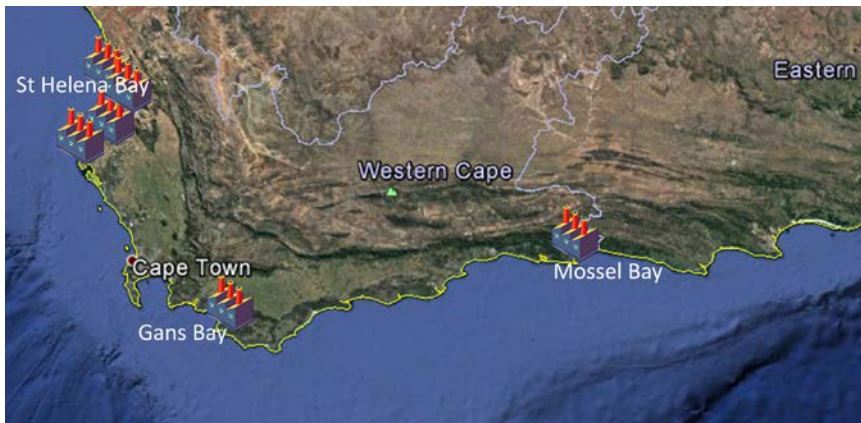 Eastern
St Helena Bay
Western Cape
Cape Town
Mossel Bay
Gans Bay